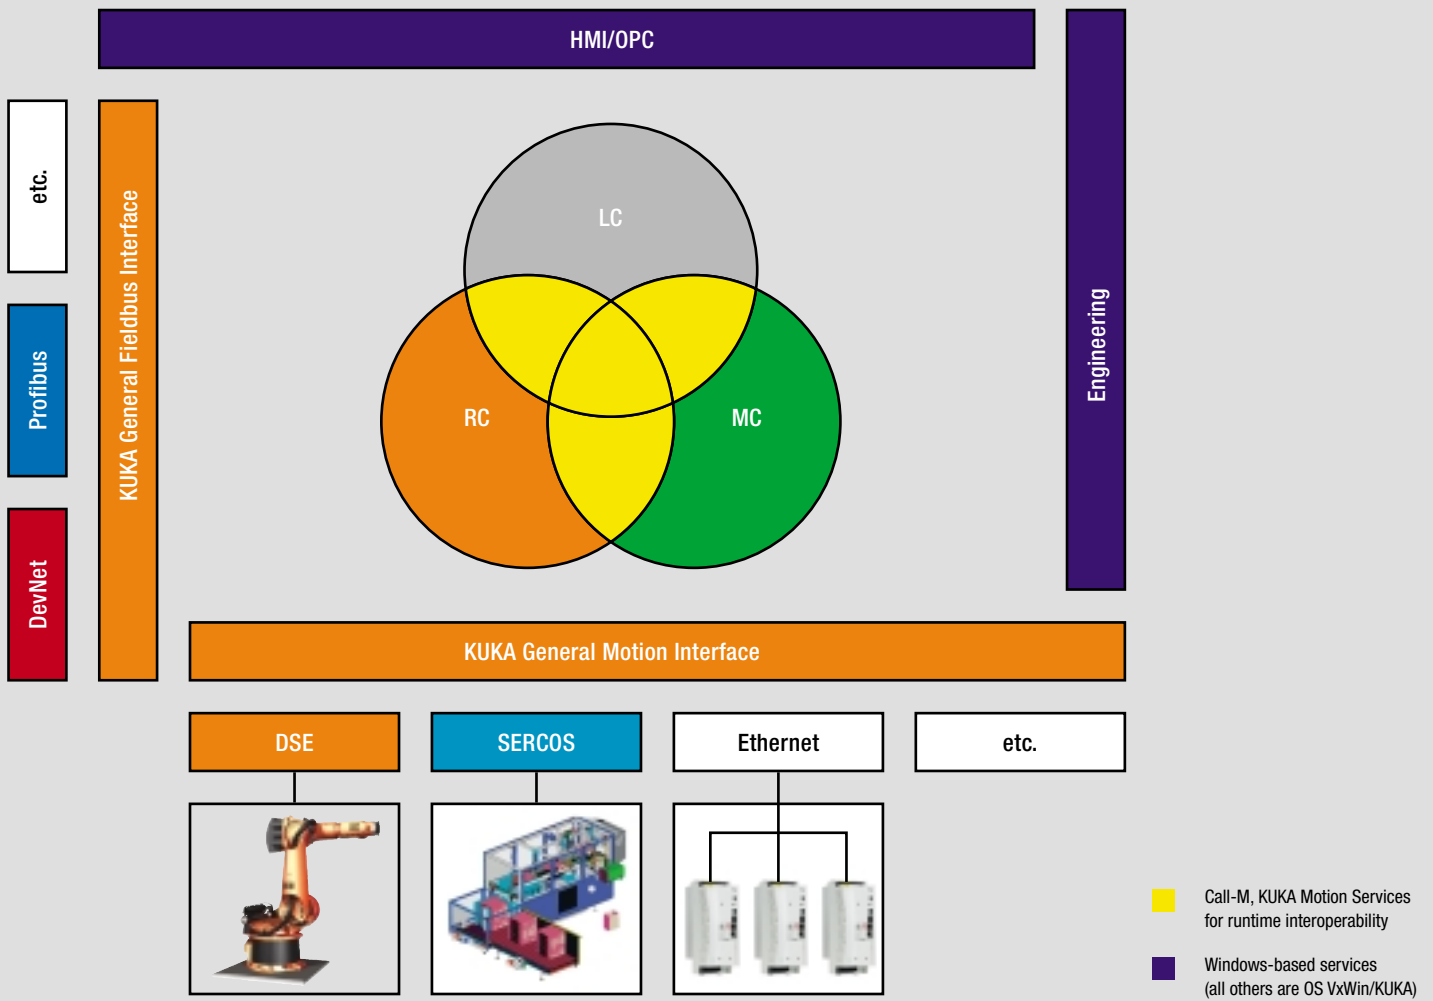 HMI/OPC
etc.
Profibus
DevNet
KUKA General Fieldbus Interface
LC
RC
MC
Engineering
KUKA General Motion Interface
DSE
SERCOS
Ethernet
etc.
Call-M, KUKA Motion Services
for runtime interoperability
Windows-based services
(all others are OS VxWin/KUKA)